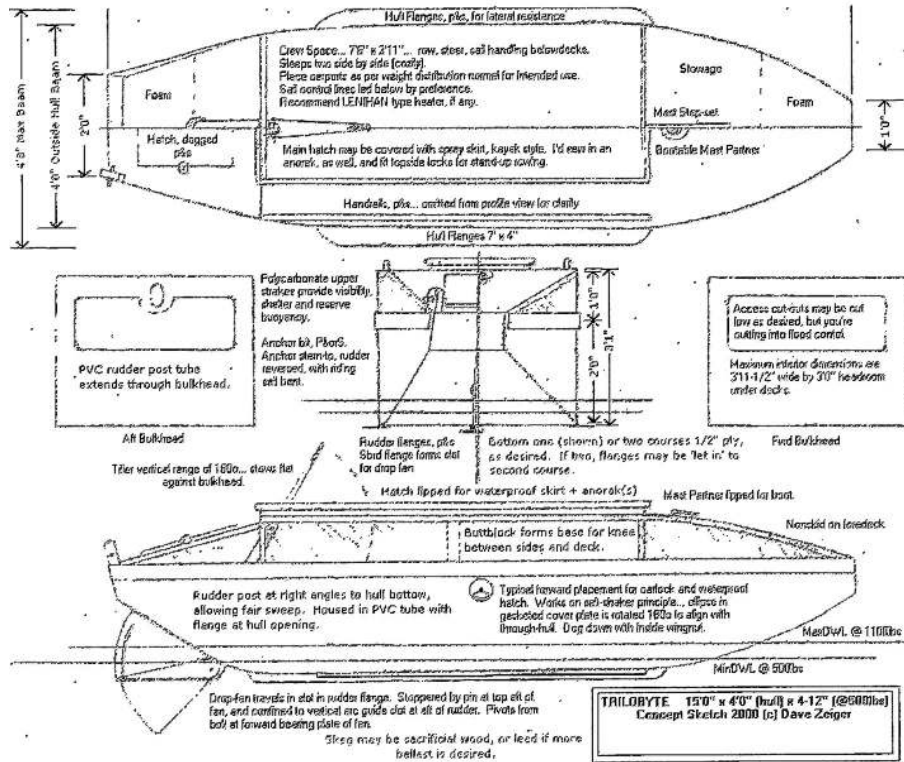 Hull Flanges, p&s, for lateral resistance
Crew Space... 7'6" x 3'11"... row, steer, sail handling belowdecks.
Sleeps two side by side (cozily).
Place oarports as per weight distribution normal for intended use.
Sail control lines led below by preference.
Recommend LENIHAN type heater, if any.
Stowage
Foam
Foam
4'8" Max Beam
4'0" Outside Hull Beam
2'0"
1'0"
Mast Step-set
Hatch, dogged
p&s
Main hatch may be covered with spray skirt, kayak style. I'd sew in an
anorak, as well, and fit topside locks for stand-up rowing.
Bootable Mast Partner
Handrails, p&s... omitted from profile view for clarity
Hull Flanges 7' x 4"
Polycarbonate upper
strakes provide visibility,
shelter and reserve
buoyancy.
Anchor bit, P&orS.
Anchor stern-to, rudder
reversed, with riding
sail bent.
PVC rudder post tube
extends through bulkhead.
Aft Bulkhead
1'0"
2'0"
3'1"
Access cut-outs may be cut
low as desired, but you're
cutting into flood control.
Maximum interior dimensions are
3'11-1/2" wide by 3'0" headroom
under decks.
Fwd Bulkhead
Rudder flanges, p&s
Stbd flange forms slot
for drop fan
Bottom one (shown) or two courses 1/2" ply,
as desired. If two, flanges may be 'let in' to
second course.
Tiller vertical range of 160o... stows flat
against bulkhead.
Hatch lipped for waterproof skirt + anorak(s)
Mast Partner lipped for boot.
Buttblock forms base for knee
between sides and deck.
Nonskid on foredeck.
Rudder post at right angles to hull bottom,
allowing fair sweep. Housed in PVC tube with
flange at hull opening.
Typical forward placement for oarlock and waterproof
hatch. Works on salt-shaker principle... ellipse in
gasketed cover plate is rotated 160o to align with
through-hull. Dog down with inside wingnut.
MaxDWL @ 1100lbs
MinDWL @ 600lbs
Drop-fan travels in slot in rudder flange. Stoppered by pin at top aft of
fan, and confined to vertical arc guide slot at aft of rudder. Pivots from
bolt at forward bearing plate of fan.
Skeg may be sacrificial wood, or lead if more
ballast is desired.
TRILOBYTE 15'0" x 4'0" (hull) x 4-12" (@600lbs)
Concept Sketch 2000 (c) Dave Zeiger